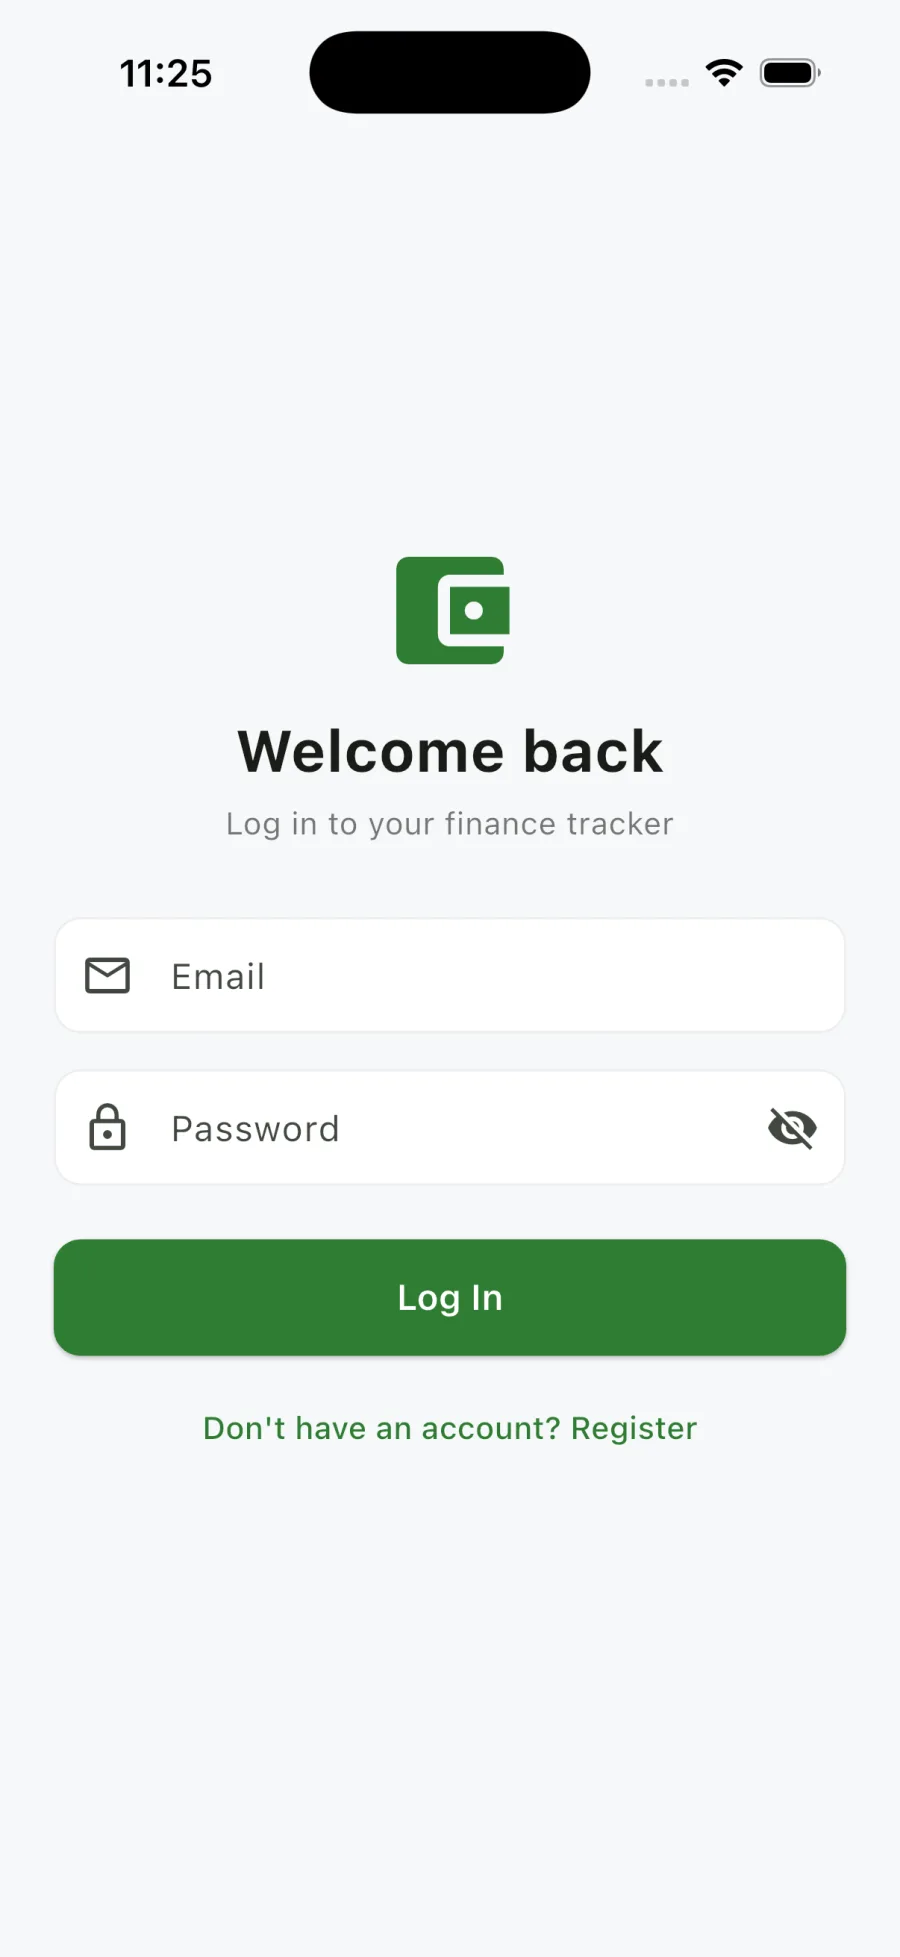 11:25
Welcome back
Log in to your finance tracker
Email
Password
Log In
Don't have an account? Register